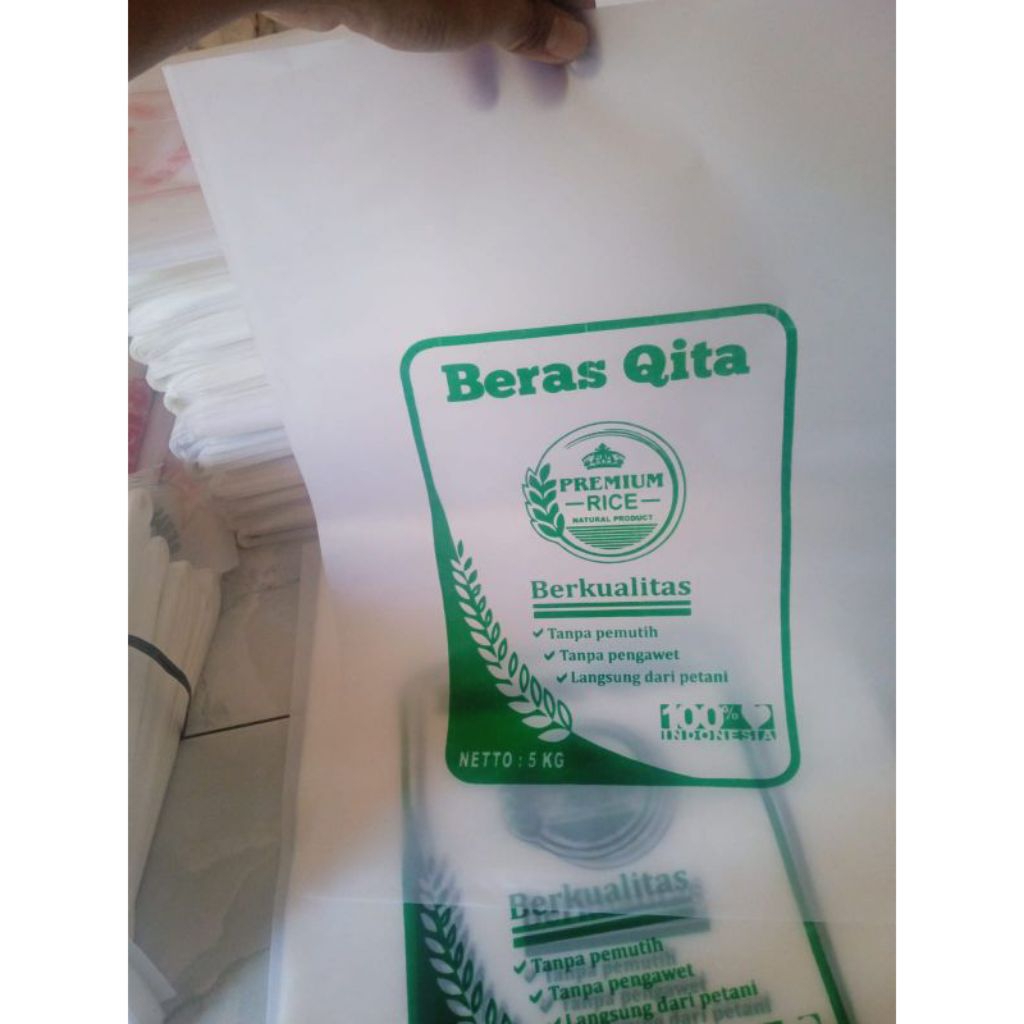 Beras Qita
PREMIUM
RICE
NATURAL PRODUCT
Berkualitas
Tanpa pemutih
Tanpa pengawet
Langsung dari petani
100%
INDONESIA
NETTO : 5 KG
Berkualitas
Tanpa pemutih
Tanpa pengawet
Langsung dari petani